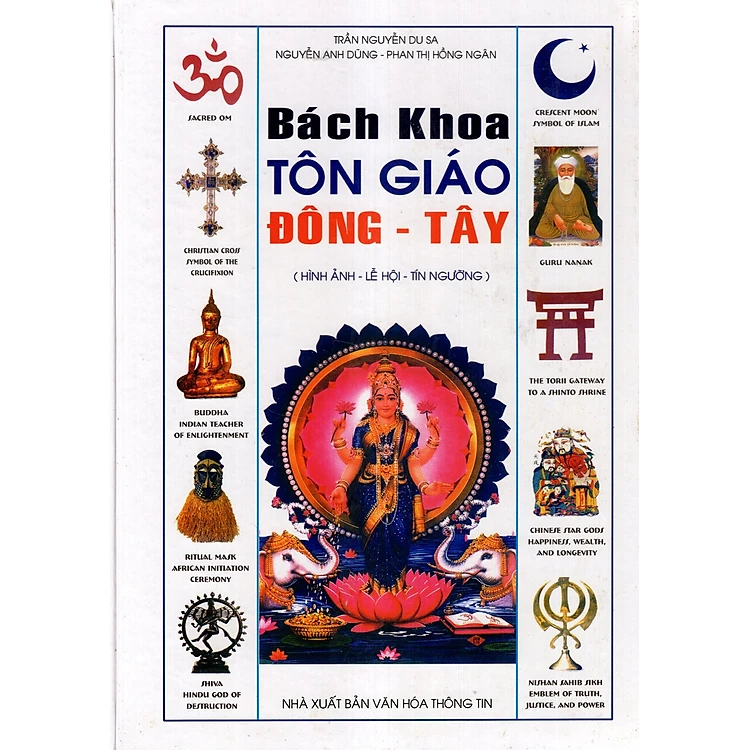 TRẦN NGUYỄN DU SA
NGUYỄN ANH DŨNG - PHAN THỊ HỒNG NGÂN
Bách Khoa
TÔN GIÁO
ĐÔNG - TÂY
( HÌNH ẢNH - LỄ HỘI - TÍN NGƯỠNG )
SACRED OM
CHRISTIAN CROSS
SYMBOL OF THE
CRUCIFIXION
BUDDHA
INDIAN TEACHER
OF ENLIGHTENMENT
RITUAL MASK
AFRICAN INITIATION
CEREMONY
SHIVA
HINDU GOD OF
DESTRUCTION
CRESCENT MOON
SYMBOL OF ISLAM
GURU NANAK
THE TORII GATEWAY
TO A SHINTO SHRINE
CHINESE STAR GODS
HAPPINESS, WEALTH,
AND LONGEVITY
NISHAN SAHIB SIKH
EMBLEM OF TRUTH,
JUSTICE, AND POWER
NHÀ XUẤT BẢN VĂN HÓA THÔNG TIN